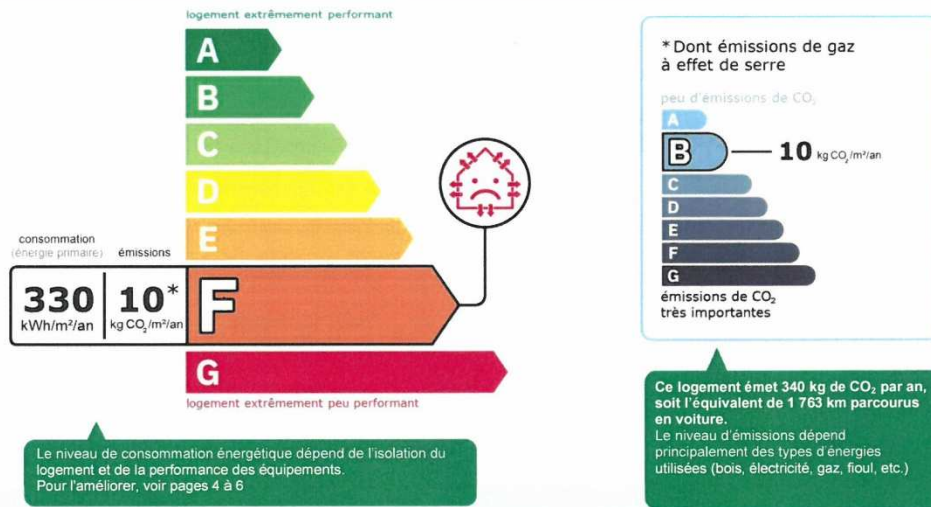 logement extrêmement performant
A
B
C
D
E
consommation
(énergie primaire) émissions
330 10*
kWh/m²/an kg CO₂/m²/an
F
G
logement extrêmement peu performant
Le niveau de consommation énergétique dépend de l'isolation du
logement et de la performance des équipements.
Pour l'améliorer, voir pages 4 à 6
*Dont émissions de gaz
à effet de serre
peu d'émissions de CO₂
A
B 10 kg CO₂/m²/an
C
D
E
F
G
émissions de CO₂
très importantes
Ce logement émet 340 kg de CO₂ par an,
soit l'équivalent de 1 763 km parcourus
en voiture.
Le niveau d'émissions dépend
principalement des types d'énergies
utilisées (bois, électricité, gaz, fioul, etc.)